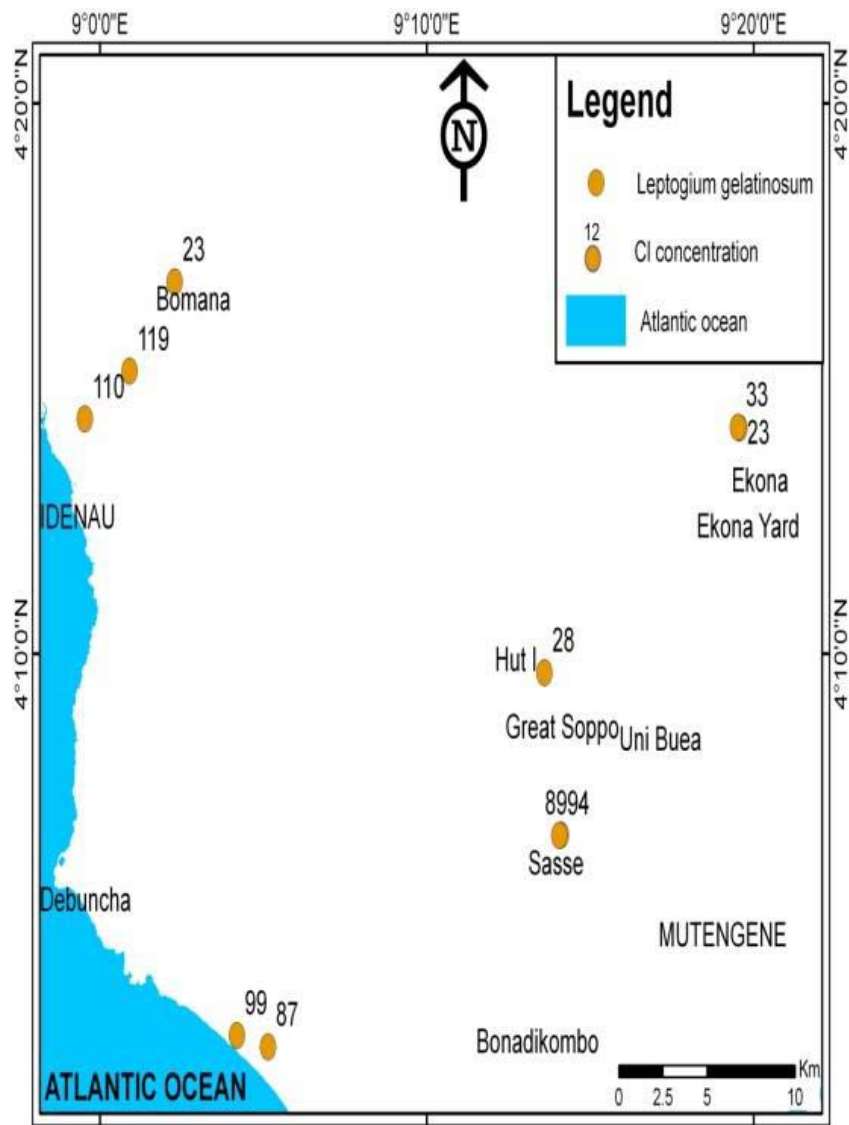 9°0'0"E 9°10'0"E 9°20'0"E
4°20'0"N 4°20'0"N
N
Legend
Leptogium gelatinosum
12
Cl concentration
Atlantic ocean
23
Bomana
119
110
33
23
Ekona
IDENAU
Ekona Yard
4°10'0"N 4°10'0"N
28
Hut I
Great Soppo
Uni Buea
8994
Sasse
Debuncha
MUTENGENE
99
87
Bonadikombo
ATLANTIC OCEAN
Km
0 2.5 5 10